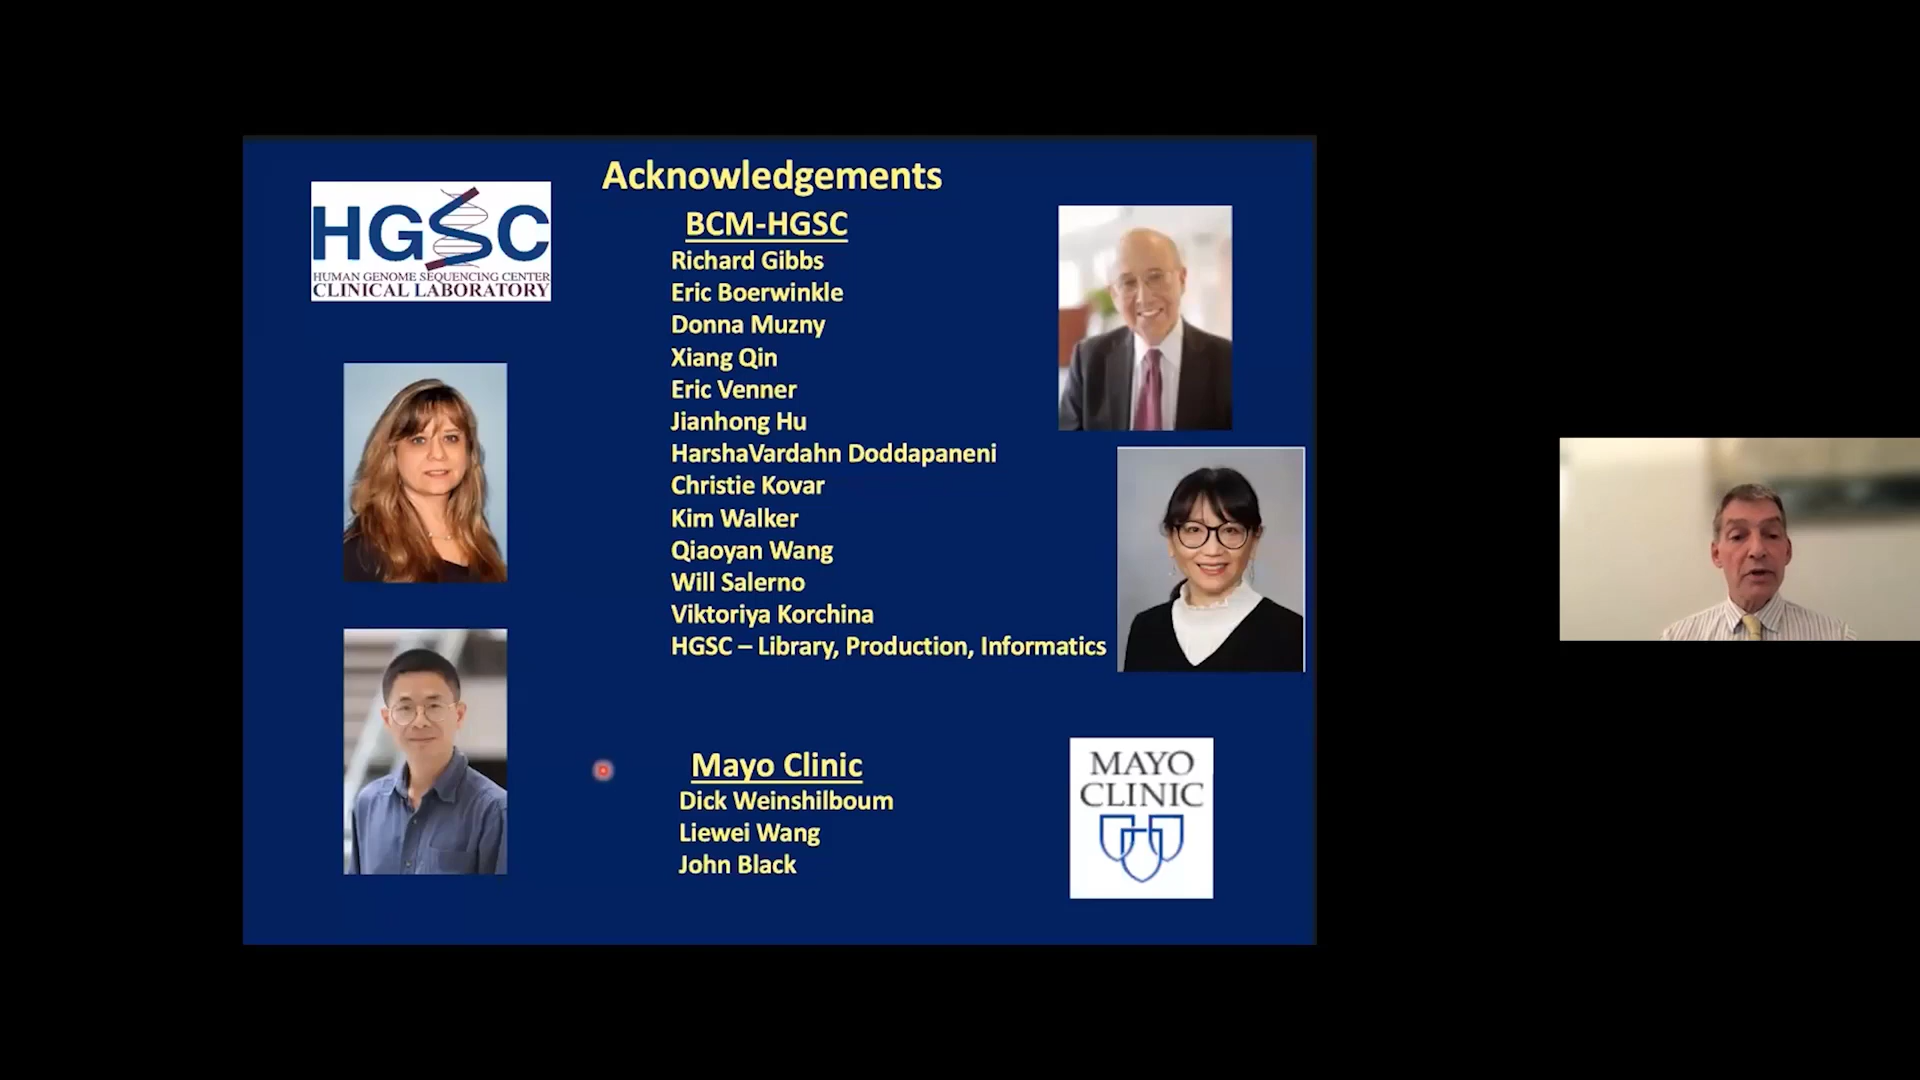 Acknowledgements
HGSC
HUMAN GENOME SEQUENCING CENTER
CLINICAL LABORATORY
BCM-HGSC
Richard Gibbs
Eric Boerwinkle
Donna Muzny
Xiang Qin
Eric Venner
Jianhong Hu
HarshaVardahn Doddapaneni
Christie Kovar
Kim Walker
Qiaoyan Wang
Will Salerno
Viktoriya Korchina
HGSC – Library, Production, Informatics
Mayo Clinic
Dick Weinshilboum
Liewei Wang
John Black
MAYO
CLINIC